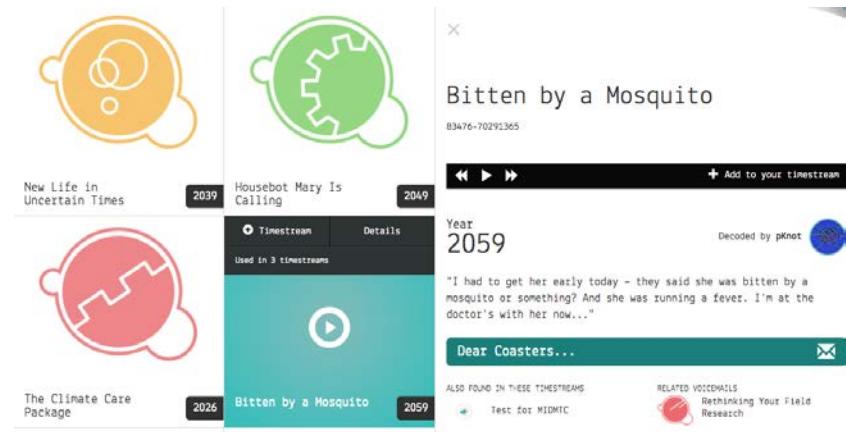 New Life in
Uncertain Times
2039
Housebot Mary Is
Calling
2049
The Climate Care
Package
2026
Timestream
Details
Used in 3 timestreams
Bitten by a Mosquito
2059
Bitten by a Mosquito
83476-70291365
Add to your timestream
Year
2059
Decoded by pKnot
"I had to get her early today – they said she was bitten by a
mosquito or something? And she was running a fever. I'm at the
doctor's with her now..."
Dear Coasters...
ALSO FOUND IN THESE TIMESTREAMS
Test for MIDMTC
RELATED VOICEMAILS
Rethinking Your Field
Research